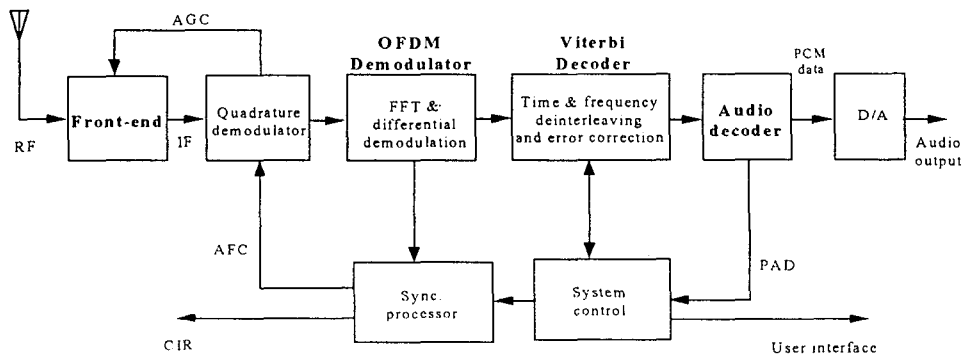 AGC
OFDM
Demodulator
Viterbi
Decoder
PCM
data
RF
Front-end
IF
Quadrature
demodulator
FFT &
differential
demodulation
Time & frequency
deinterleaving
and error correction
Audio
decoder
D/A
Audio
output
AFC
PAD
Sync.
processor
System
control
CIR
User interface